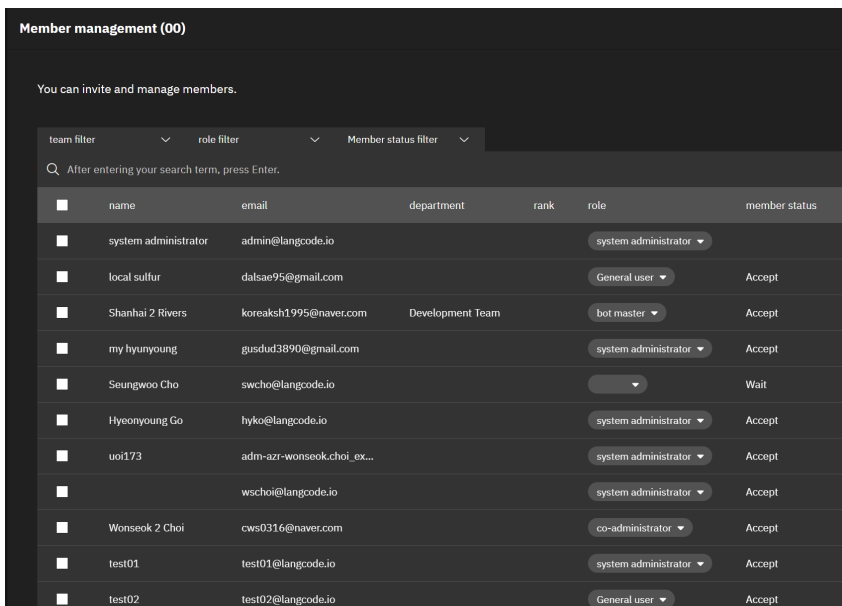 Member management (00)
You can invite and manage members.
team filter role filter Member status filter
After entering your search term, press Enter.
name email department rank role member status
system administrator admin@langcode.io system administrator
local sulfur dalsae95@gmail.com General user Accept
Shanhai 2 Rivers koreaksh1995@naver.com Development Team bot master Accept
my hyunyoung gusdud3890@gmail.com system administrator Accept
Seungwoo Cho swcho@langcode.io Wait
Hyeonyoung Go hyko@langcode.io system administrator Accept
uoi173 adm-azr-wonseok.choi_ex... system administrator Accept
wschoi@langcode.io system administrator Accept
Wonseok 2 Choi cws0316@naver.com co-administrator Accept
test01 test01@langcode.io system administrator Accept
test02 test02@langcode.io General user Accept